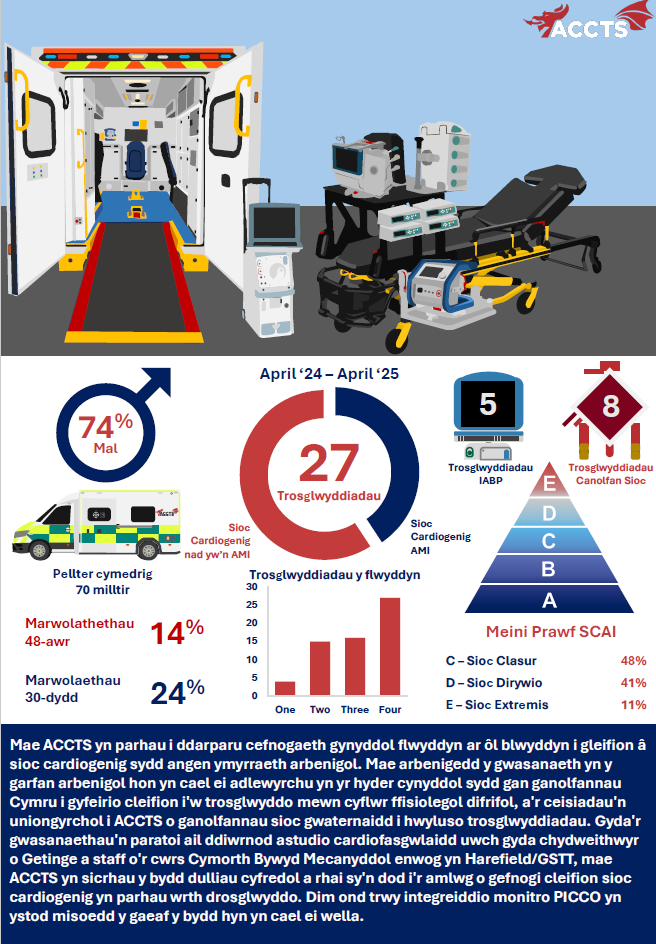 ACCTS
April ‘24 – April ‘25
74%
Mal
27
Trosglwyddiadau
Sioc
Cardiogenig
nad yw'n AMI
Sioc
Cardiogenig
AMI
5
Trosglwyddiadau
IABP
8
Trosglwyddiadau
Canolfan Sioc
ACCTS
Pellter cymedrig
70 milltir
Marwolathethau
48-awr
14%
Marwolaethau
30-dydd
24%
Trosglwyddiadau y flwyddyn
30
25
20
15
10
5
0
One Two Three Four
E
D
C
B
A
Meini Prawf SCAI
C – Sioc Clasur 48%
D – Sioc Dirywio 41%
E – Sioc Extremis 11%
Mae ACCTS yn parhau i ddarparu cefnogaeth gynyddol flwyddyn ar ôl blwyddyn i gleifion â
sioc cardiogenig sydd angen ymyrraeth arbenigol. Mae arbenigedd y gwasanaeth yn y
garfan arbenigol hon yn cael ei adlewyrchu yn yr hyder cynyddol sydd gan ganolfannau
Cymru i gyfeirio cleifion i'w trosglwyddo mewn cyflwr ffisiolegol difrifol, a'r ceisiadau'n
uniongyrchol i ACCTS o ganolfannau sioc gwaternaidd i hwyluso trosglwyddiadau. Gyda'r
gwasanaethau'n paratoi ail ddiwrnod astudio cardiofasgwlaidd uwch gyda chydweithwyr
o Getinge a staff o'r cwrs Cymorth Bywyd Mecanyddol enwog yn Harefield/GSTT, mae
ACCTS yn sicrhau y bydd dulliau cyfredol a rhai sy'n dod i'r amlwg o gefnogi cleifion sioc
cardiogenig yn parhau wrth drosglwyddo. Dim ond trwy integreiddio monitro PICCO yn
ystod misoedd y gaeaf y bydd hyn yn cael ei wella.